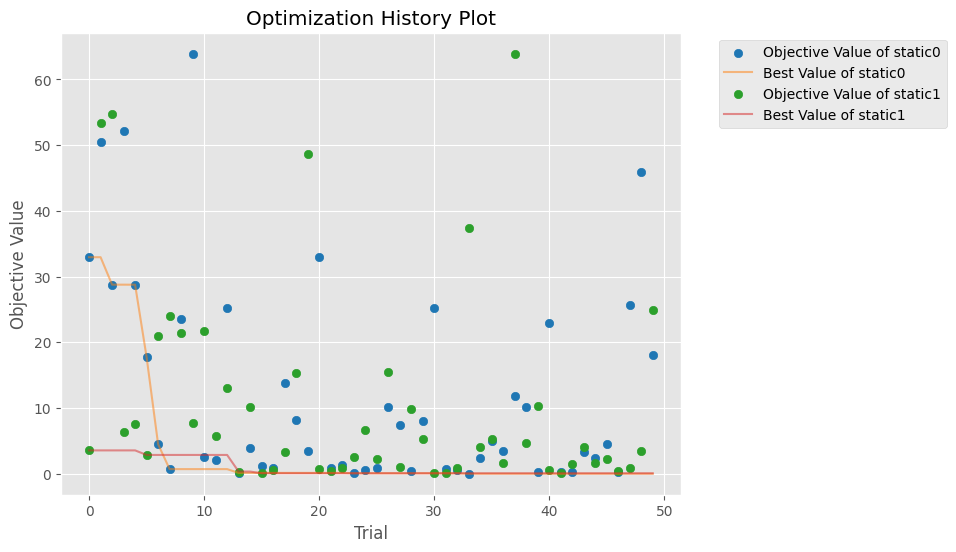 Optimization History Plot
Objective Value of static0
Best Value of static0
Objective Value of static1
Best Value of static1
Objective Value
60
50
40
30
20
10
0
0 10 20 30 40 50
Trial